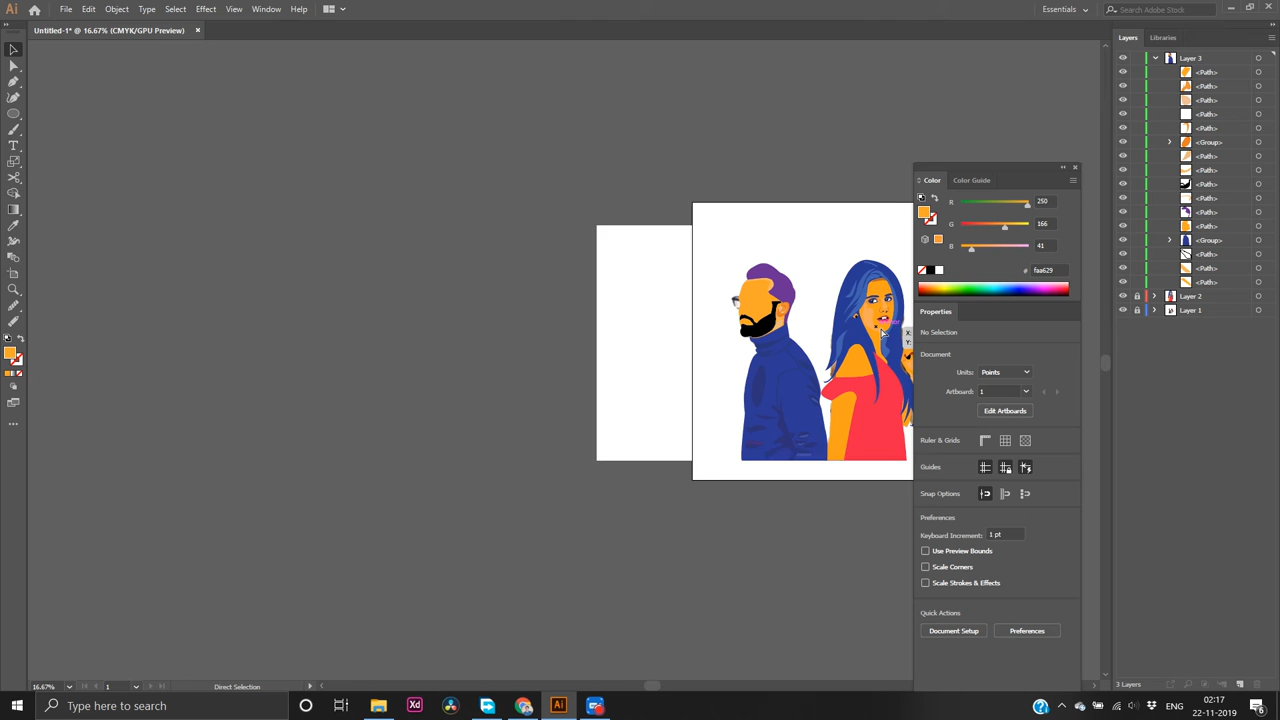 Ai File Edit Object Type Select Effect View Window Help Essentials Search Adobe Stock
Untitled-1* @ 16.67% (CMYK/GPU Preview) ×
Layers Libraries
Layer 3
<Path>
<Path>
<Path>
<Path>
<Path>
<Group>
<Path>
<Path>
<Path>
<Path>
<Path>
<Path>
<Group>
<Path>
<Path>
<Path>
Layer 2
Layer 1
Color Color Guide
R 250
G 166
B 41
# faa629
Properties
No Selection
Document
Units: Points
Artboard: 1
Edit Artboards
Ruler & Grids
Guides
Snap Options
Preferences
Keyboard Increment: 1 pt
Use Preview Bounds
Scale Corners
Scale Strokes & Effects
Quick Actions
Document Setup Preferences
X:
Y:
16.67% 1 Direct Selection
3 Layers
Type here to search
Xd Ai
02:17
22-11-2019
6